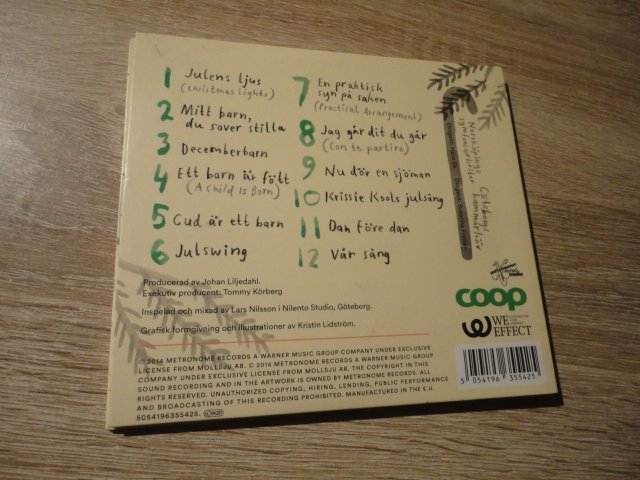 1 Julens ljus
(Christmas Lights)
2 Mitt barn,
du sover stilla
3 Decemberbarn
4 Ett barn är fött
(A Child Is Born)
5 Gud är ett barn
6 Julswing
7 En praktisk
syn på saken
(Practical Arrangement)
8 Jag går dit du går
(Con te partiro)
9 Nu dör en sjöman
10 Krissie Kools julsång
11 Dan före dan
12 Vår sång
Norrköpings
symfoniorkester
Göteborgs
kammarkör
Producerad av Johan Liljedahl.
Exekutiv producent: Tommy Körberg
Inspelad och mixad av Lars Nilsson i Nilento Studio, Göteborg.
Grafisk formgivning och illustrationer av Kristin Lidström.
coop
WE
EFFECT
℗ 2014 METRONOME RECORDS A WARNER MUSIC GROUP COMPANY UNDER EXCLUSIVE
LICENSE FROM MOLLSJU AB. © 2014 METRONOME RECORDS A WARNER MUSIC GROUP
COMPANY UNDER EXCLUSIVE LICENSE FROM MOLLSJU AB. THE COPYRIGHT IN THIS
SOUND RECORDING AND IN THE ARTWORK IS OWNED BY METRONOME RECORDS. ALL
RIGHTS RESERVED. UNAUTHORIZED COPYING, HIRING, LENDING, PUBLIC PERFORMANCE
AND BROADCASTING OF THIS RECORDING PROHIBITED. MANUFACTURED IN THE E.U.
5054196355425.
5 054196 355425